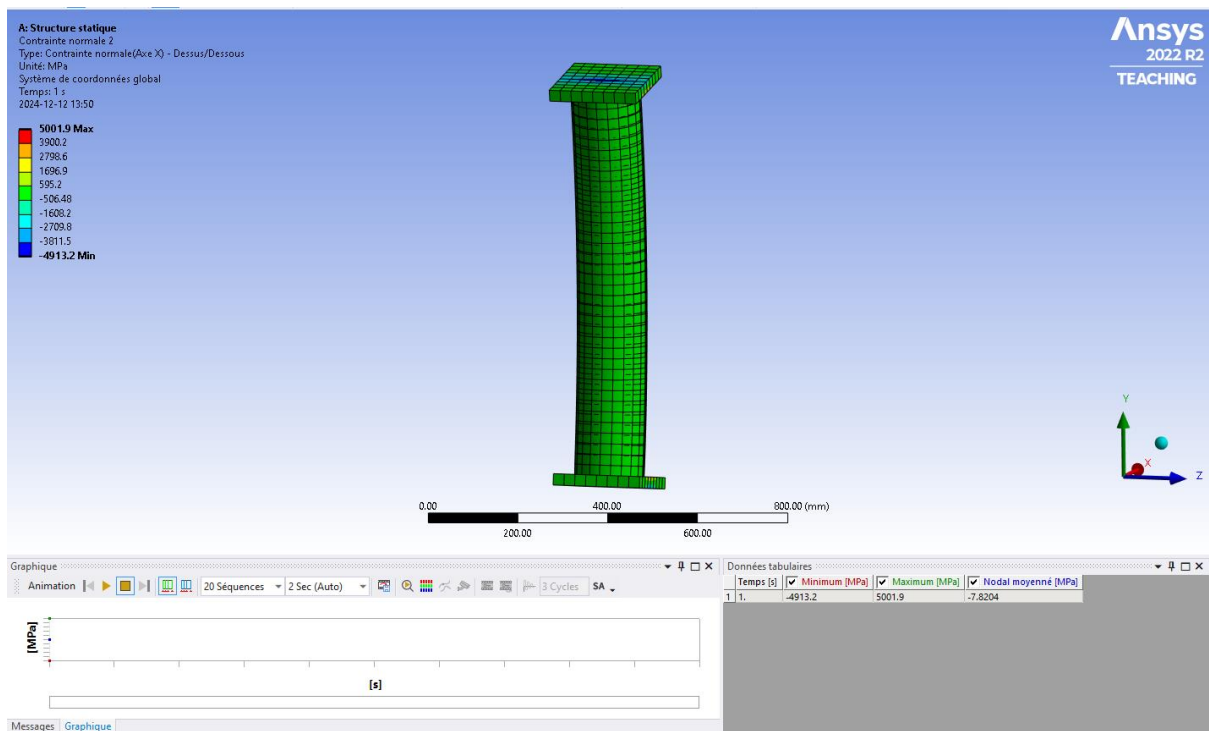 A: Structure statique
Contrainte normale 2
Type: Contrainte normale(Axe X) - Dessus/Dessous
Unité: MPa
Système de coordonnées global
Temps: 1 s
2024-12-12 13:50
5001.9 Max
3900.2
2798.6
1696.9
595.2
-506.48
-1608.2
-2709.8
-3811.5
-4913.2 Min
Ansys
2022 R2
TEACHING
Y
X
Z
0.00 400.00 800.00 (mm)
200.00 600.00
Graphique
Animation 20 Séquences 2 Sec (Auto) 3 Cycles SA
[MPa]
[s]
Messages Graphique
Données tabulaires
Temps [s] Minimum [MPa] Maximum [MPa] Nodal moyenné [MPa]
1 1. -4913.2 5001.9 -7.8204